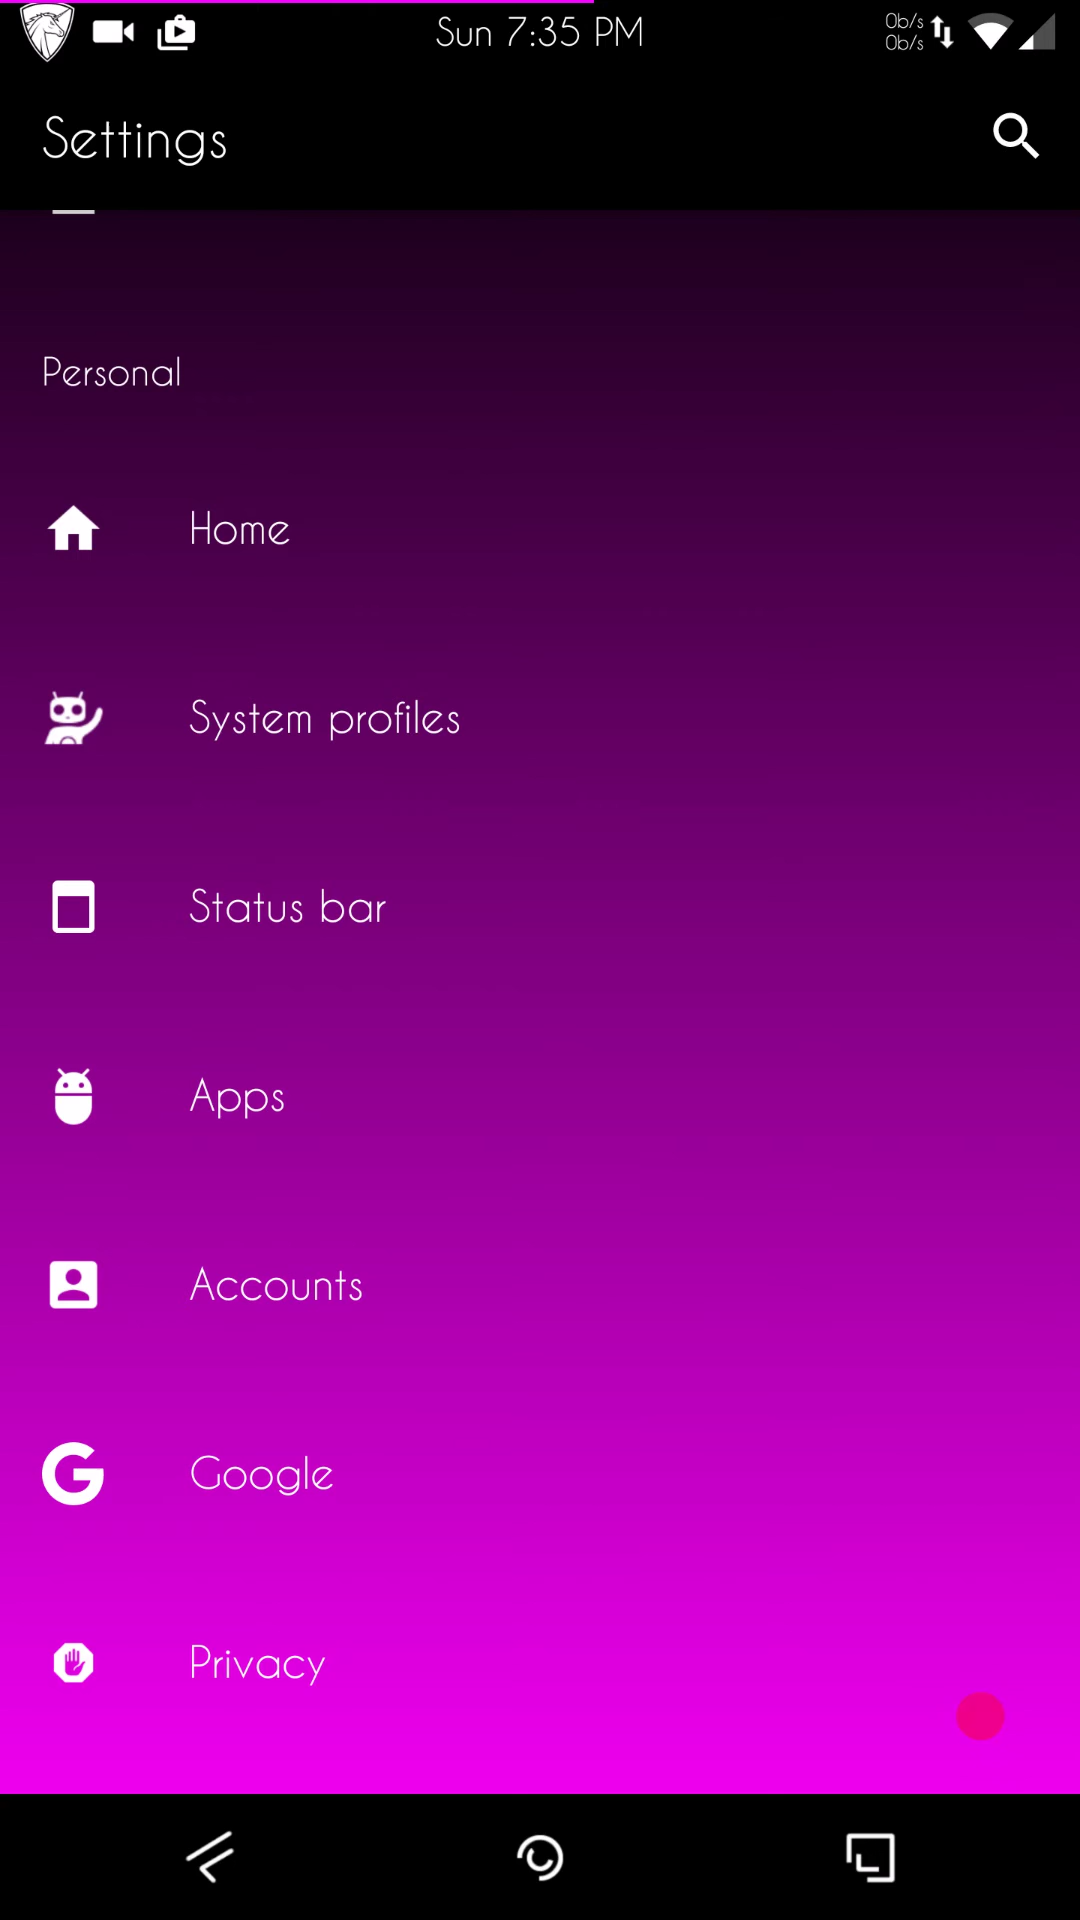 Sun 7:35 PM
0b/s
0b/s
Settings
Personal
Home
System profiles
Status bar
Apps
Accounts
Google
Privacy